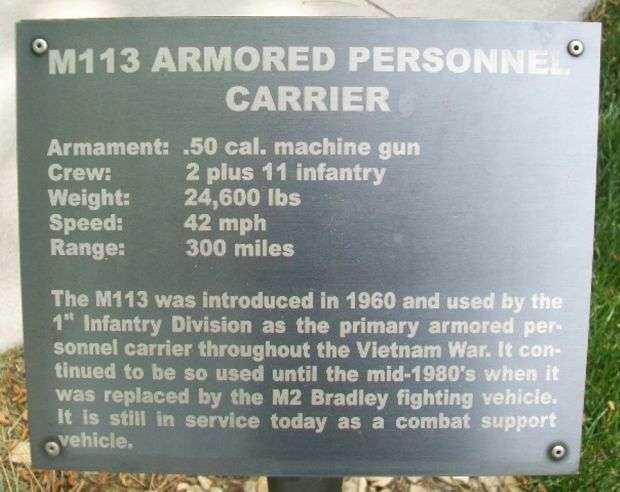 M113 ARMORED PERSONNEL
CARRIER
Armament: .50 cal. machine gun
Crew: 2 plus 11 infantry
Weight: 24,600 lbs
Speed: 42 mph
Range: 300 miles
The M113 was introduced in 1960 and used by the
1st Infantry Division as the primary armored per-
sonnel carrier throughout the Vietnam War. It con-
tinued to be so used until the mid-1980's when it
was replaced by the M2 Bradley fighting vehicle.
It is still in service today as a combat support
vehicle.